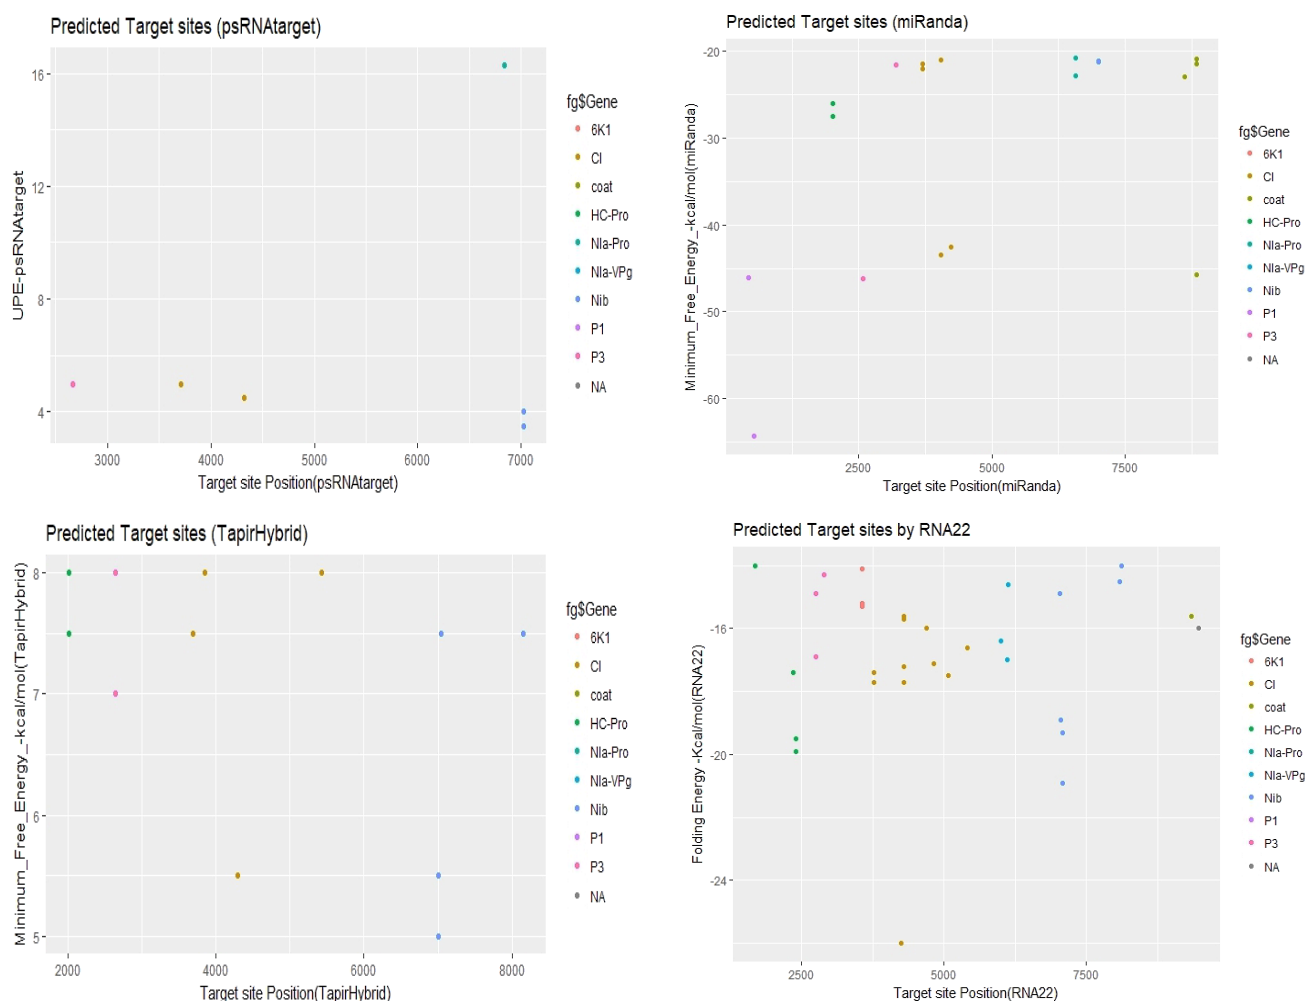 Predicted Target sites (psRNAtarget)
UPE-psRNAtarget
16
12
8
4
3000 4000 5000 6000 7000
Target site Position(psRNAtarget)
fg$Gene
6K1
CI
coat
HC-Pro
NIa-Pro
NIa-VPg
Nib
P1
P3
NA
Predicted Target sites (miRanda)
Minimum_Free_Energy_-kcal/mol(miRanda)
-20
-30
-40
-50
-60
2500 5000 7500
Target site Position(miRanda)
fg$Gene
6K1
CI
coat
HC-Pro
NIa-Pro
NIa-VPg
Nib
P1
P3
NA
Predicted Target sites (TapirHybrid)
Minimum_Free_Energy_-kcal/mol(TapirHybrid)
8
7
6
5
2000 4000 6000 8000
Target site Position(TapirHybrid)
fg$Gene
6K1
CI
coat
HC-Pro
NIa-Pro
NIa-VPg
Nib
P1
P3
NA
Predicted Target sites by RNA22
Folding Energy -Kcal/mol(RNA22)
-16
-20
-24
2500 5000 7500
Target site Position(RNA22)
fg$Gene
6K1
CI
coat
HC-Pro
NIa-Pro
NIa-VPg
Nib
P1
P3
NA